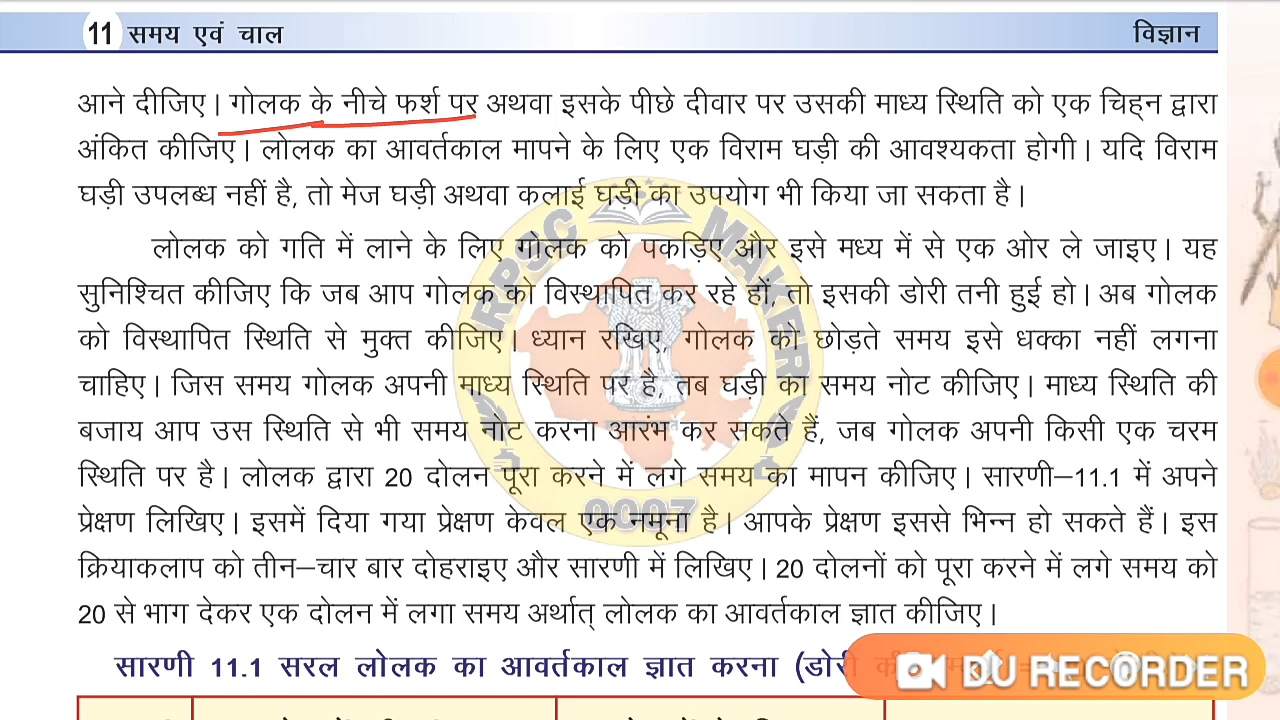 11 समय एवं चाल
विज्ञान
आने दीजिए। गोलक के नीचे फर्श पर अथवा इसके पीछे दीवार पर उसकी माध्य स्थिति को एक चिह्न द्वारा
अंकित कीजिए। लोलक का आवर्तकाल मापने के लिए एक विराम घड़ी की आवश्यकता होगी। यदि विराम
घड़ी उपलब्ध नहीं है, तो मेज घड़ी अथवा कलाई घड़ी का उपयोग भी किया जा सकता है।
लोलक को गति में लाने के लिए गोलक को पकड़िए और इसे मध्य में से एक ओर ले जाइए। यह
सुनिश्चित कीजिए कि जब आप गोलक को विस्थापित कर रहे हों, तो इसकी डोरी तनी हुई हो। अब गोलक
को विस्थापित स्थिति से मुक्त कीजिए। ध्यान रखिए, गोलक को छोड़ते समय इसे धक्का नहीं लगना
चाहिए। जिस समय गोलक अपनी माध्य स्थिति पर है, तब घड़ी का समय नोट कीजिए। माध्य स्थिति की
बजाय आप उस स्थिति से भी समय नोट करना आरंभ कर सकते हैं, जब गोलक अपनी किसी एक चरम
स्थिति पर है। लोलक द्वारा 20 दोलन पूरा करने में लगे समय का मापन कीजिए। सारणी–11.1 में अपने
प्रेक्षण लिखिए। इसमें दिया गया प्रेक्षण केवल एक नमूना है। आपके प्रेक्षण इससे भिन्न हो सकते हैं। इस
क्रियाकलाप को तीन–चार बार दोहराइए और सारणी में लिखिए। 20 दोलनों को पूरा करने में लगे समय को
20 से भाग देकर एक दोलन में लगा समय अर्थात् लोलक का आवर्तकाल ज्ञात कीजिए।
सारणी 11.1 सरल लोलक का आवर्तकाल ज्ञात करना (डोरी
DU RECORDER
RPSC MAKER
0007